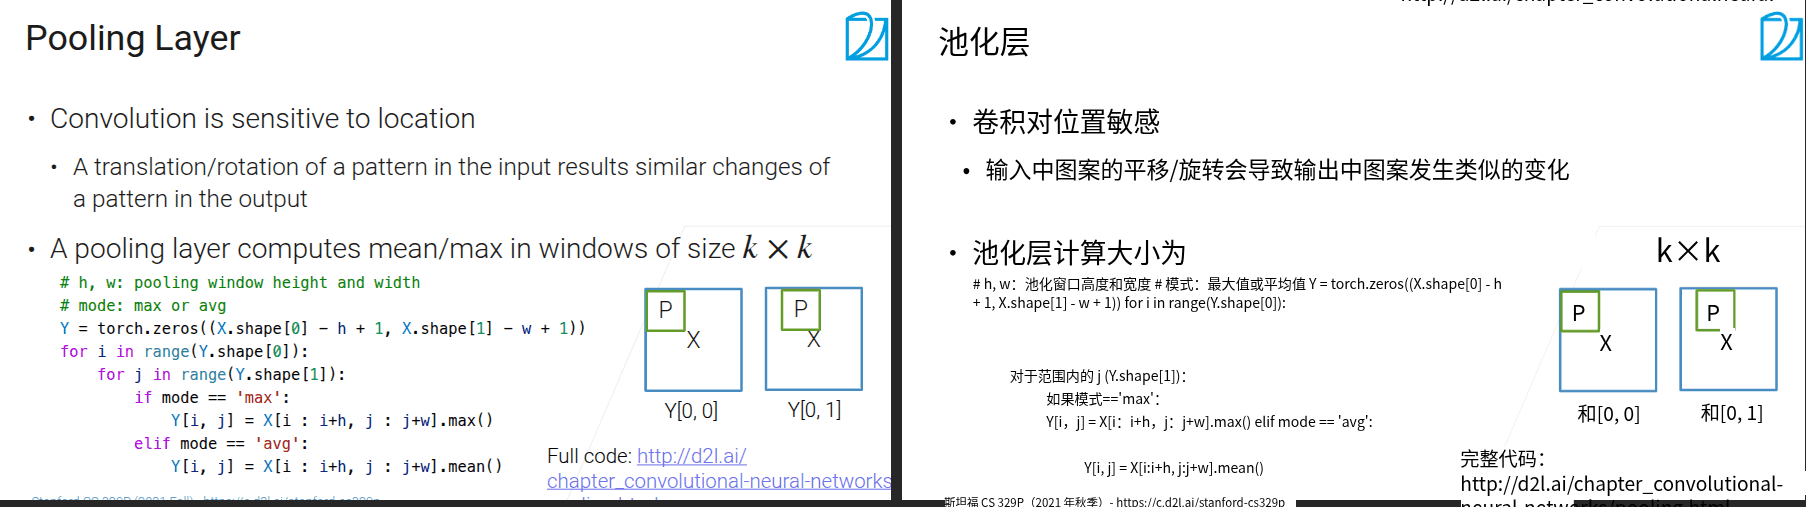 Pooling Layer
• Convolution is sensitive to location
• A translation/rotation of a pattern in the input results similar changes of
a pattern in the output
• A pooling layer computes mean/max in windows of size k × k
# h, w: pooling window height and width
# mode: max or avg
Y = torch.zeros((X.shape[0] − h + 1, X.shape[1] − w + 1))
for i in range(Y.shape[0]):
for j in range(Y.shape[1]):
if mode == 'max':
Y[i, j] = X[i : i+h, j : j+w].max()
elif mode == 'avg':
Y[i, j] = X[i : i+h, j : j+w].mean()
P
X
Y[0, 0]
P
X
Y[0, 1]
Full code: http://d2l.ai/
chapter_convolutional-neural-networks
池化层
• 卷积对位置敏感
• 输入中图案的平移/旋转会导致输出中图案发生类似的变化
• 池化层计算大小为
k×k
# h, w：池化窗口高度和宽度 # 模式：最大值或平均值 Y = torch.zeros((X.shape[0] - h
+ 1, X.shape[1] - w + 1)) for i in range(Y.shape[0]):
对于范围内的 j (Y.shape[1])：
如果模式=='max'：
Y[i，j] = X[i：i+h，j：j+w].max() elif mode == 'avg':
Y[i, j] = X[i:i+h, j:j+w].mean()
P
X
和[0, 0]
P
X
和[0, 1]
完整代码：
http://d2l.ai/chapter_convolutional-
neural-networks/pooling.html
斯坦福 CS 329P（2021 年秋季）- https://c.d2l.ai/stanford-cs329p